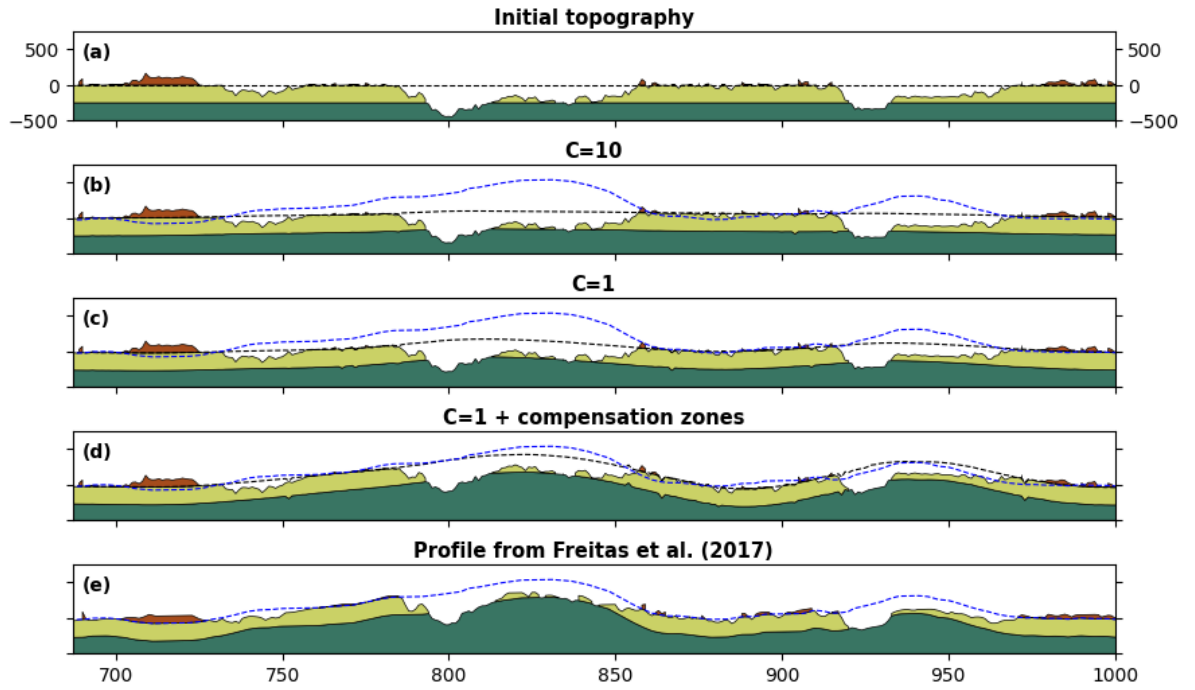 Initial topography
(a)
500
0
−500
500
0
−500
C=10
(b)
C=1
(c)
C=1 + compensation zones
(d)
Profile from Freitas et al. (2017)
(e)
700
750
800
850
900
950
1000